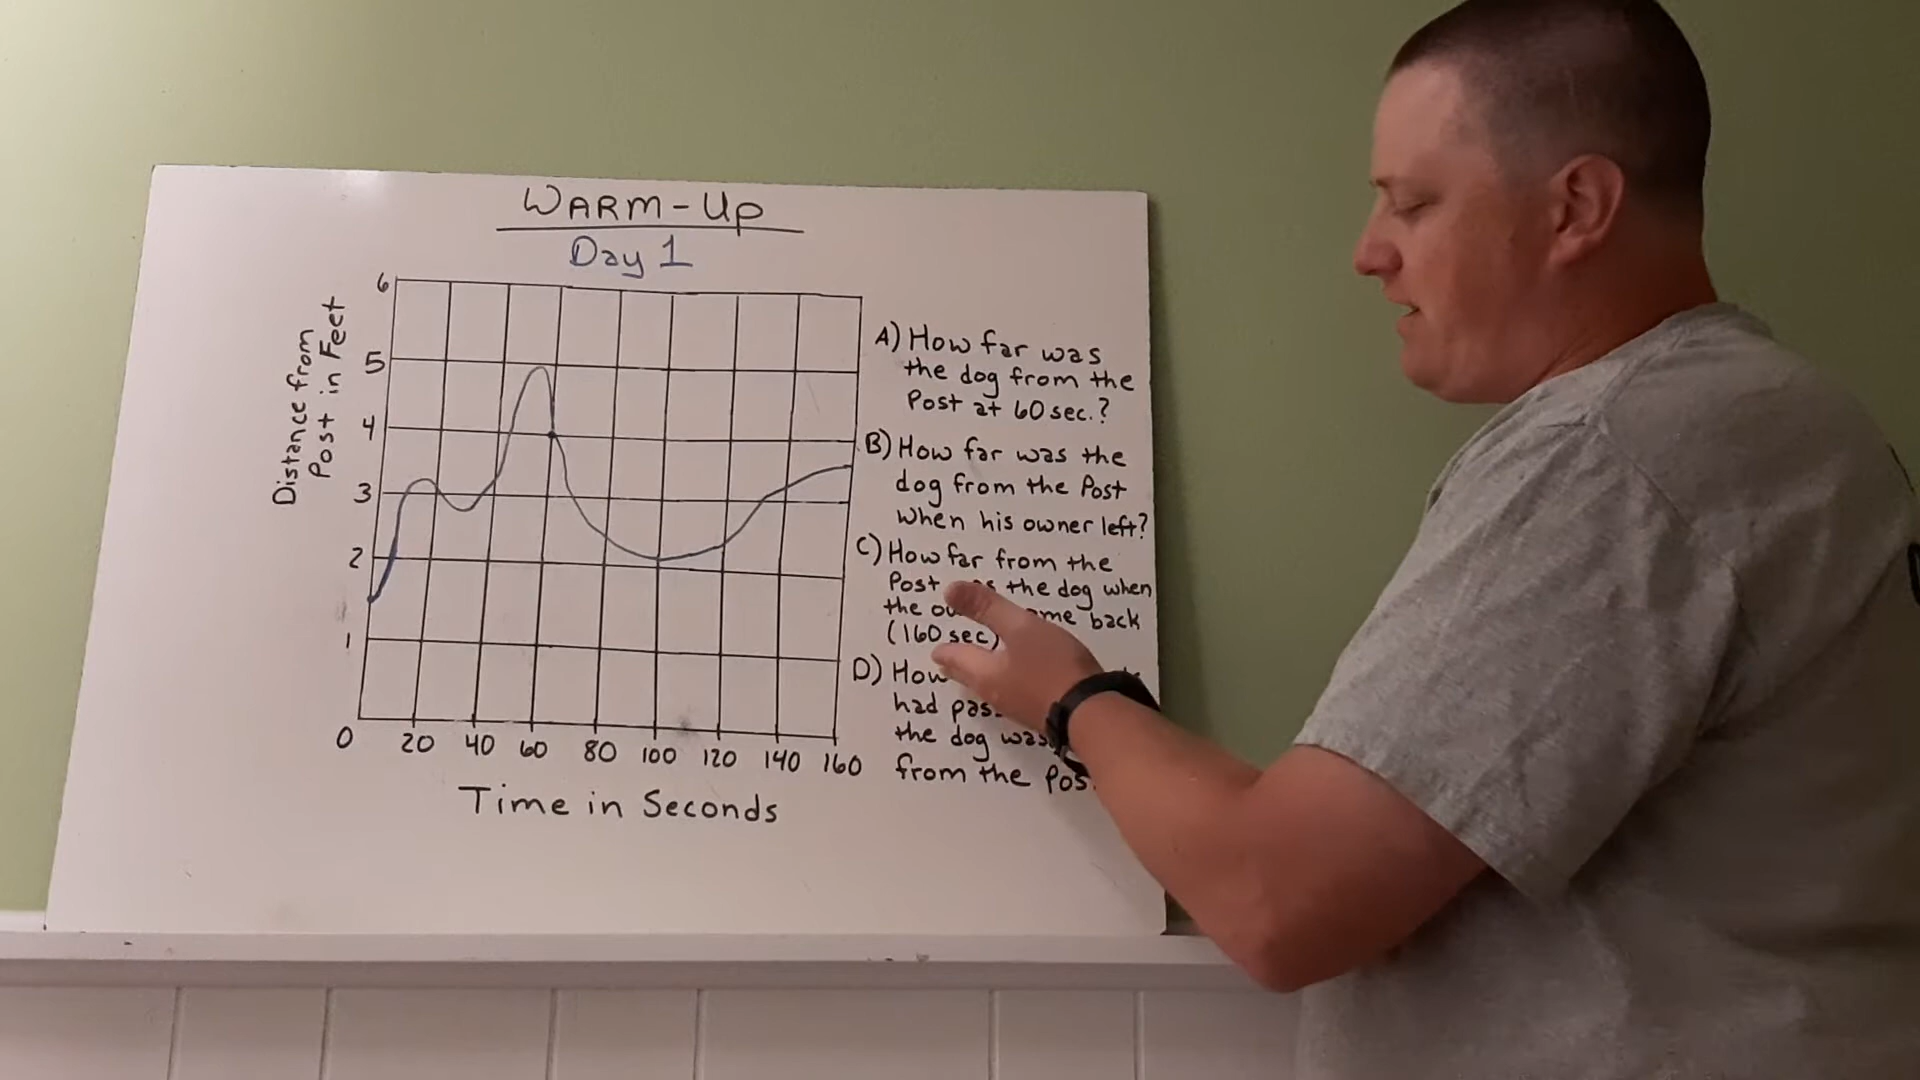 WARM-Up
Day 1
Distance from
Post in Feet
6
5
4
3
2
1
0 20 40 60 80 100 120 140 160
Time in Seconds
A) How far was
the dog from the
Post at 60 sec.?
B) How far was the
dog from the Post
when his owner left?
C) How far from the
Post the dog when
the back
(160 sec)
D) How
had
the dog was
from the